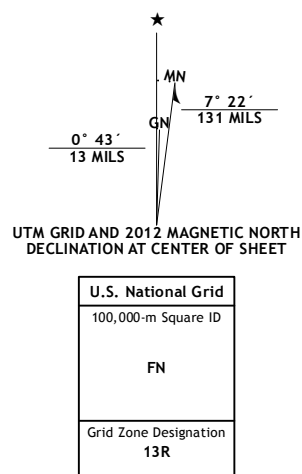 MN
7° 22´
131 MILS
GN
0° 43´
13 MILS
UTM GRID AND 2012 MAGNETIC NORTH
DECLINATION AT CENTER OF SHEET
U.S. National Grid
100,000-m Square ID
FN
Grid Zone Designation
13R